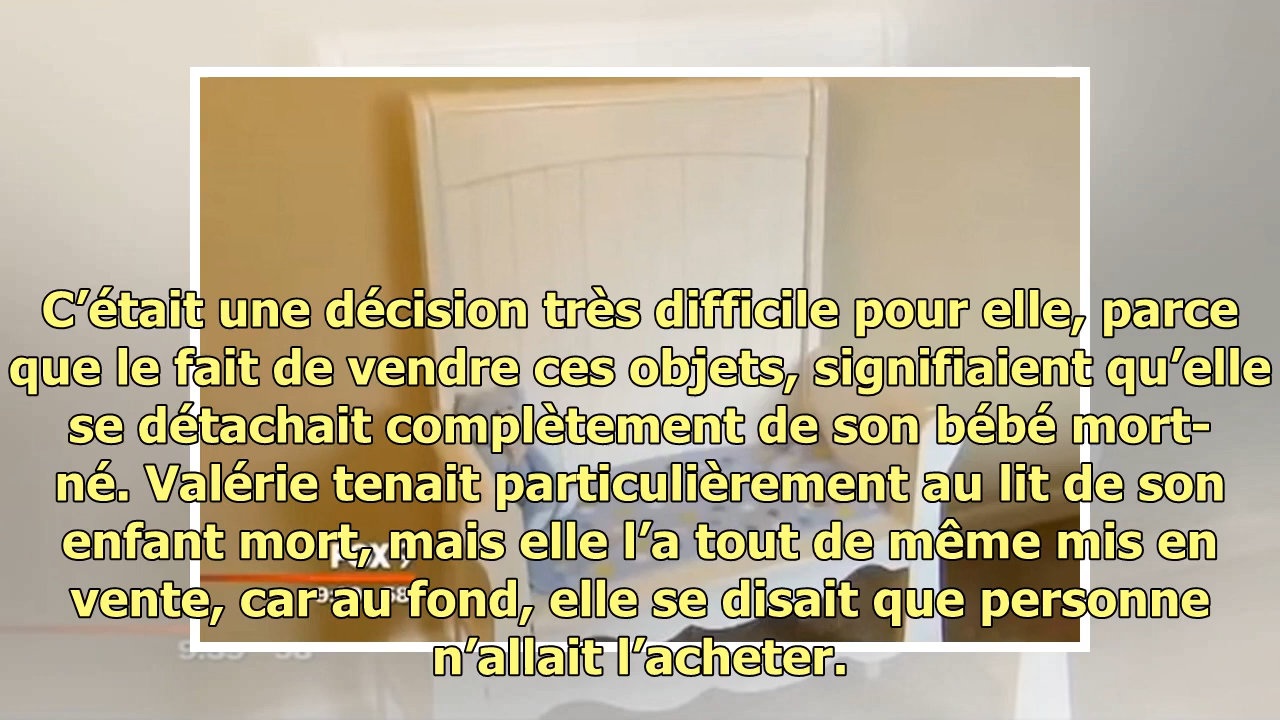 C’était une décision très difficile pour elle, parce
que le fait de vendre ces objets, signifiaient qu’elle
se détachait complètement de son bébé mort-
né. Valérie tenait particulièrement au lit de son
enfant mort, mais elle l’a tout de même mis en
vente, car au fond, elle se disait que personne
n’allait l’acheter.